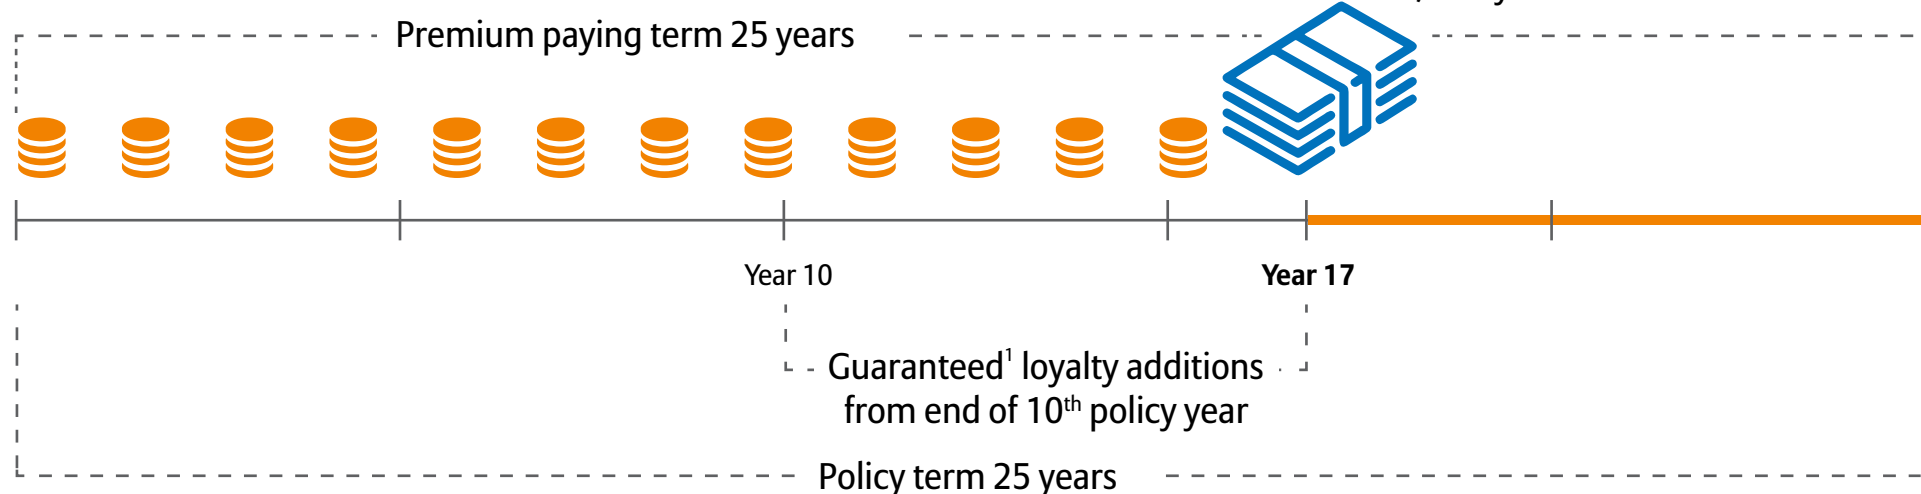 Premium paying term 25 years
Year 10
Year 17
Guaranteed¹ loyalty additions
from end of 10ᵗʰ policy year
Policy term 25 years